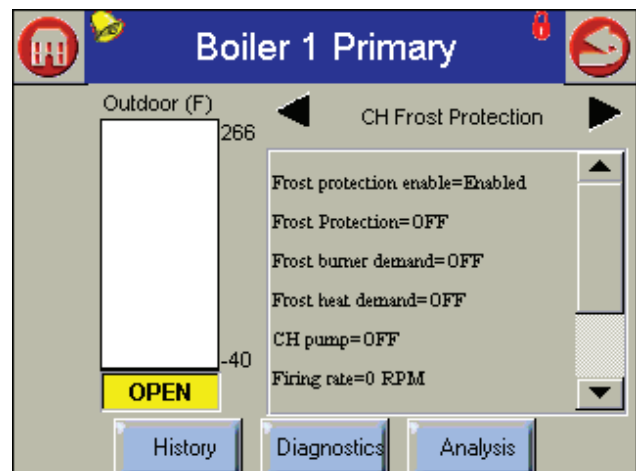 Boiler 1 Primary
Outdoor (F)
CH Frost Protection
266
Frost protection enable=Enabled
Frost Protection=OFF
Frost burner demand=OFF
Frost heat demand=OFF
CH pump=OFF
-40
Firing rate=0 RPM
OPEN
History
Diagnostics
Analysis